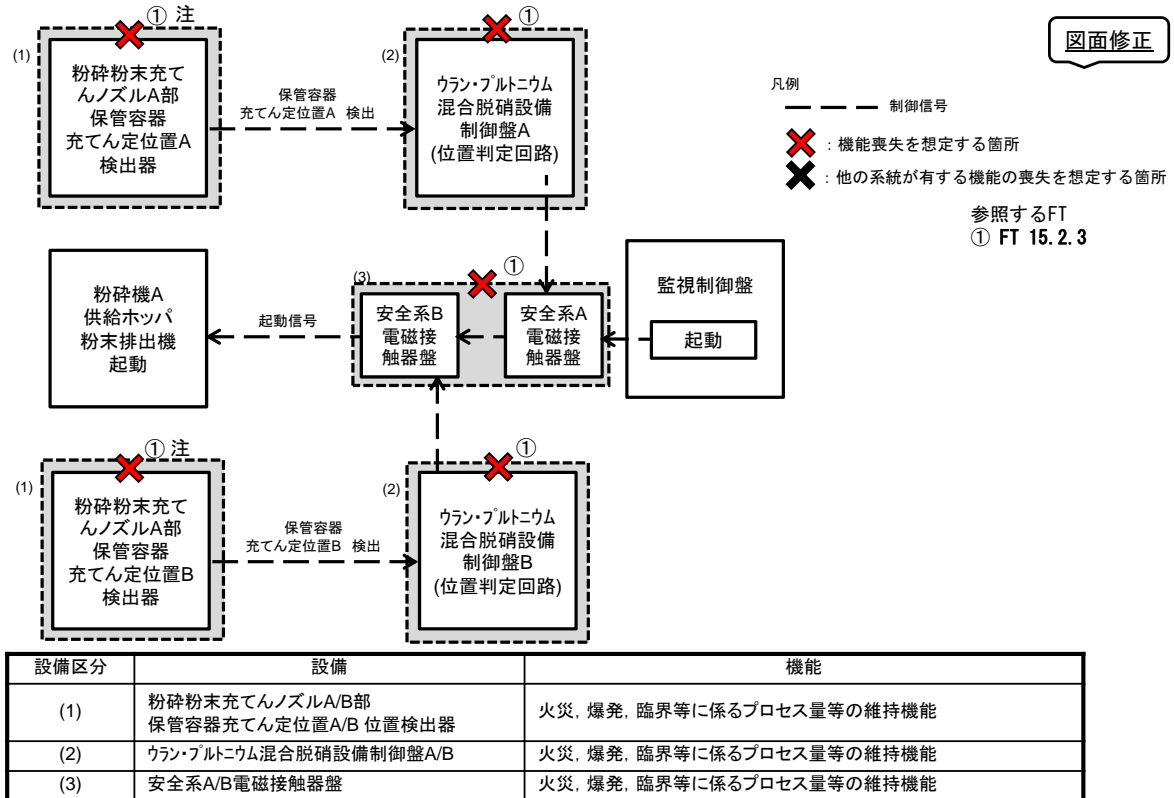 ① 注
(1)
粉砕粉末充て
んノズルA部
保管容器
充てん定位置A
検出器
保管容器
充てん定位置A 検出
①
(2)
ウラン・プルトニウム
混合脱硝設備
制御盤A
(位置判定回路)
図面修正
凡例
制御信号
：機能喪失を想定する箇所
：他の系統が有する機能の喪失を想定する箇所
参照するFT
① FT 15.2.3
粉砕機A
供給ホッパ
粉末排出機
起動
起動信号
(3)
①
安全系B
電磁接
触器盤
安全系A
電磁接
触器盤
監視制御盤
起動
① 注
(1)
粉砕粉末充て
んノズルA部
保管容器
充てん定位置B
検出器
保管容器
充てん定位置B 検出
①
(2)
ウラン・プルトニウム
混合脱硝設備
制御盤B
(位置判定回路)
設備区分 設備 機能
(1) 粉砕粉末充てんノズルA/B部
保管容器充てん定位置A/B 位置検出器 火災，爆発，臨界等に係るプロセス量等の維持機能
(2) ウラン・プルトニウム混合脱硝設備制御盤A/B 火災，爆発，臨界等に係るプロセス量等の維持機能
(3) 安全系A/B電磁接触器盤 火災，爆発，臨界等に係るプロセス量等の維持機能